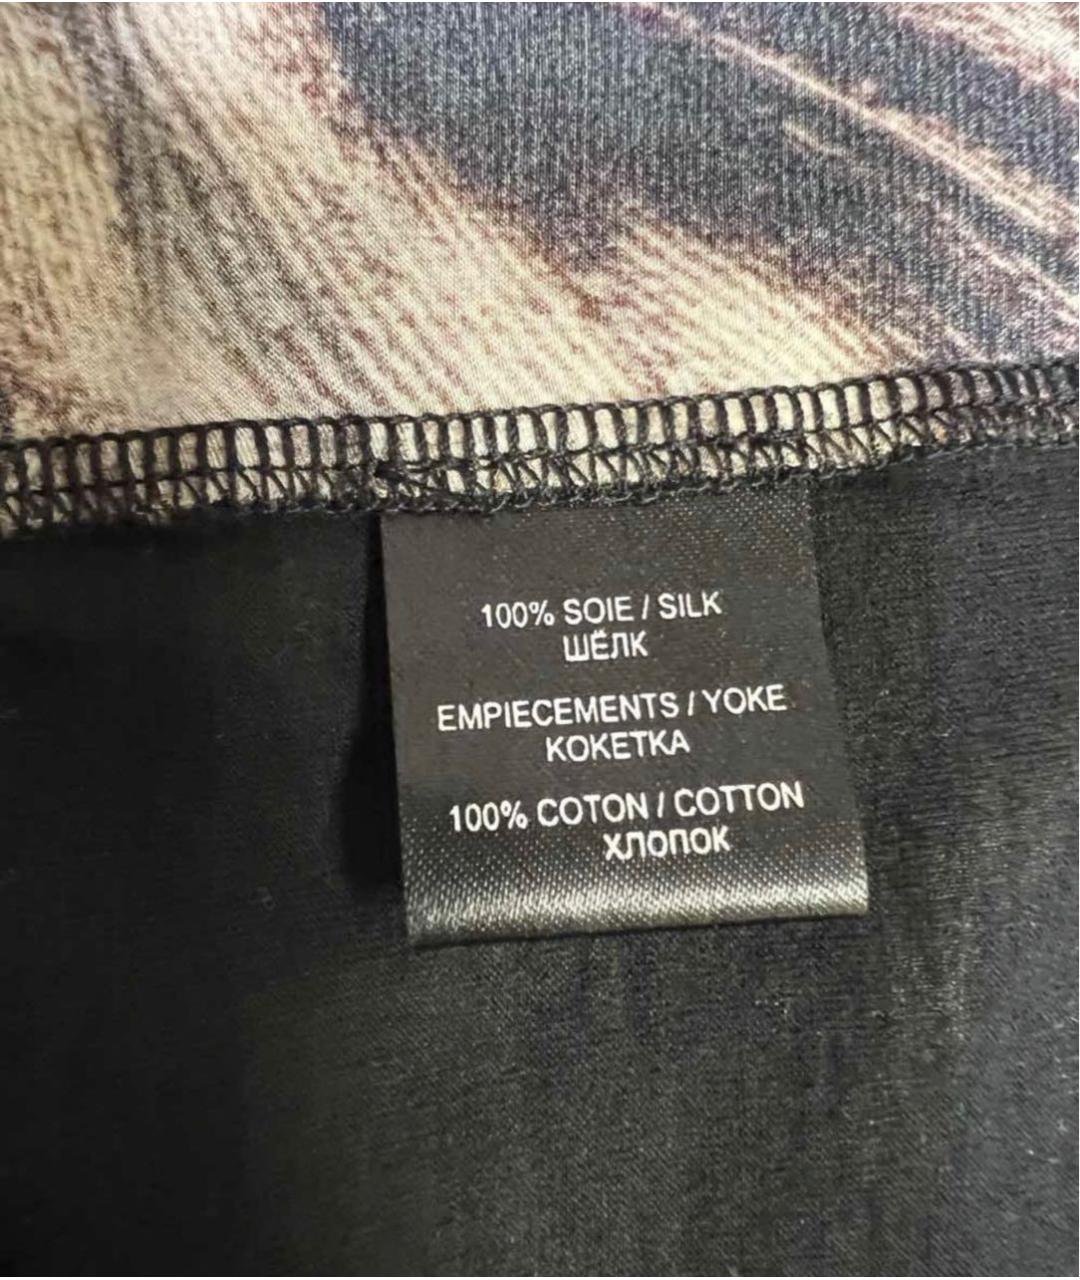 100% SOIE / SILK
ШЁЛК
EMPIECEMENTS / YOKE
КОКЕТКА
100% COTON / COTTON
ХЛОПОК